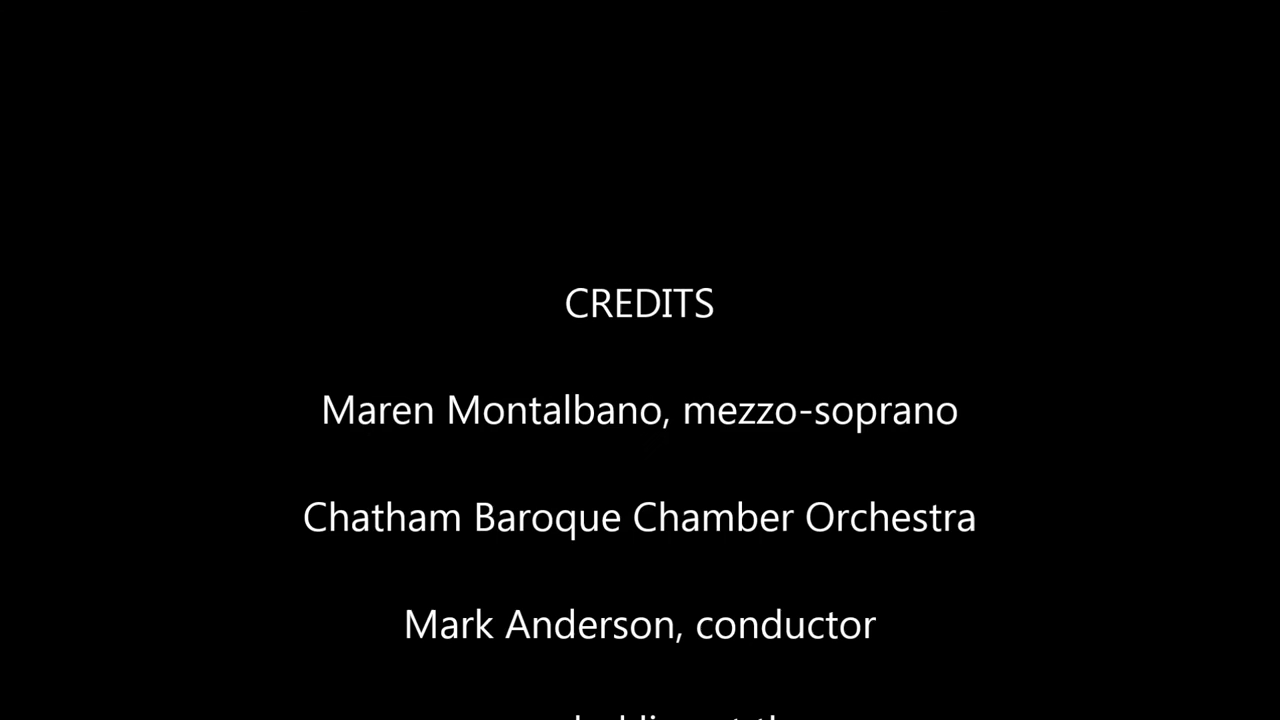 CREDITS
Maren Montalbano, mezzo-soprano
Chatham Baroque Chamber Orchestra
Mark Anderson, conductor